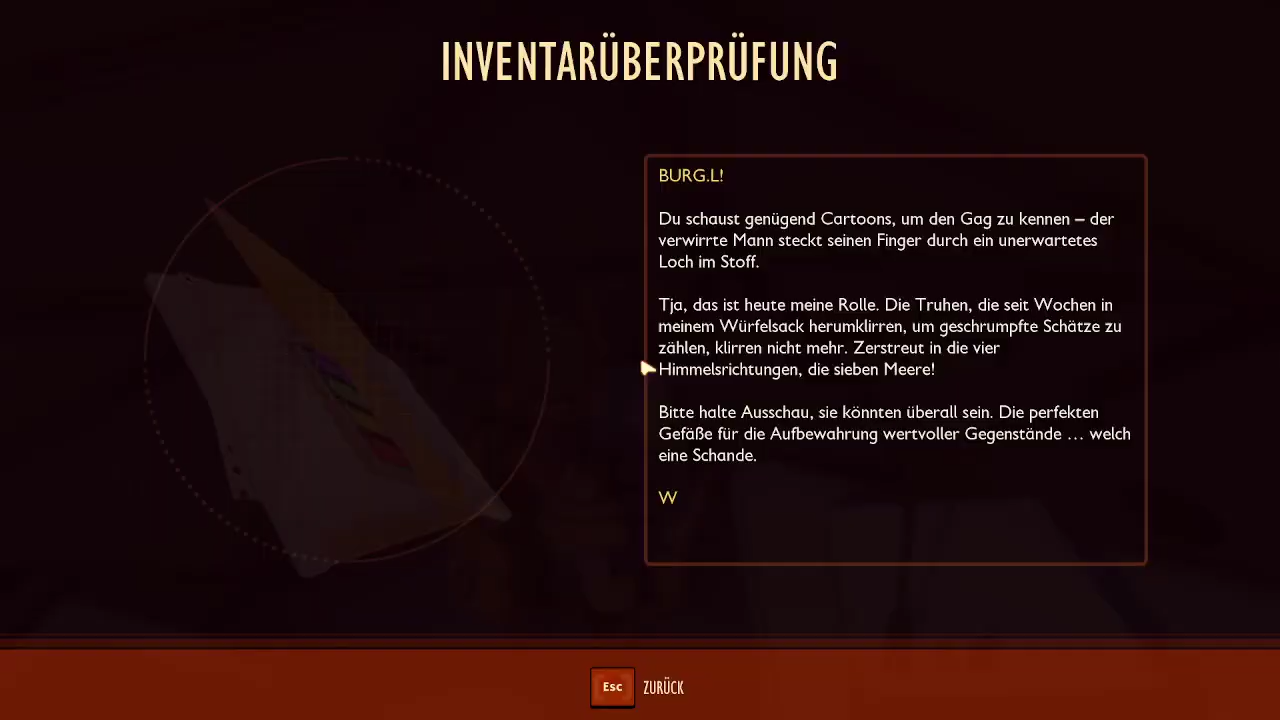 INVENTARÜBERPRÜFUNG
BURG.L!
Du schaust genügend Cartoons, um den Gag zu kennen – der
verwirrte Mann steckt seinen Finger durch ein unerwartetes
Loch im Stoff.
Tja, das ist heute meine Rolle. Die Truhen, die seit Wochen in
meinem Würfelsack herumklirren, um geschrumpfte Schätze zu
zählen, klirren nicht mehr. Zerstreut in die vier
Himmelsrichtungen, die sieben Meere!
Bitte halte Ausschau, sie könnten überall sein. Die perfekten
Gefäße für die Aufbewahrung wertvoller Gegenstände … welch
eine Schande.
W
Esc ZURÜCK